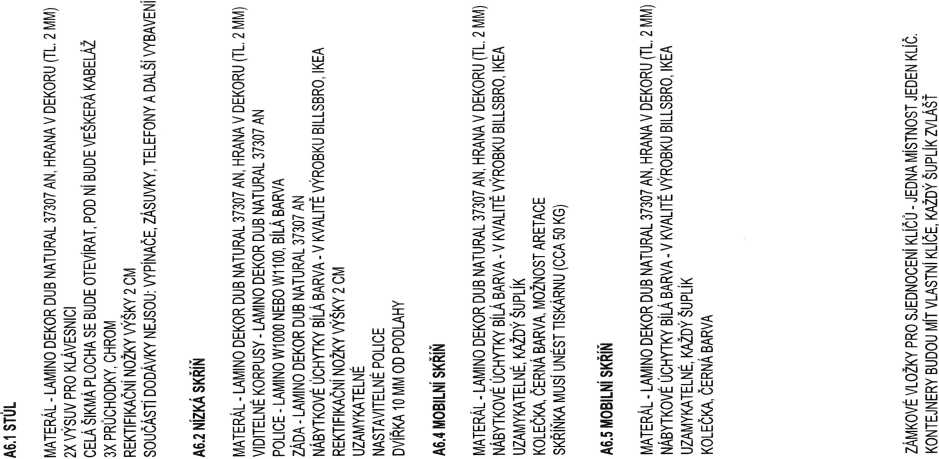 A6.1 STŮL
MATERÁL - LAMINO DEKOR DUB NATURAL 37307 AN, HRANA V DEKORU (TL. 2 MM)
2X VÝSUV PRO KLÁVESNICI
CELÁ ŠIKMÁ PLOCHA SE BUDE OTEVÍRAT, POD NÍ BUDE VEŠKERÁ KABELÁŽ
3X PRŮCHODKY, CHROM
REKTIFIKAČNÍ NOŽKY VÝŠKY 2 CM
SOUČÁSTÍ DODÁVKY NEJSOU: VYPÍNAČE, ZÁSUVKY, TELEFONY A DALŠÍ VYBAVENÍ
A6.2 NÍZKÁ SKŘÍŇ
MATERÁL - LAMINO DEKOR DUB NATURAL 37307 AN, HRANA V DEKORU (TL. 2 MM)
VIDITELNÉ KORPUSY - LAMINO DEKOR DUB NATURAL 37307 AN
POLICE - LAMINO W1000 NEBO W1100, BÍLÁ BARVA
ZÁDA - LAMINO DEKOR DUB NATURAL 37307 AN
NÁBYTKOVÉ ÚCHYTKY BÍLÁ BARVA - V KVALITĚ VÝROBKU BILLSBRO, IKEA
REKTIFIKAČNÍ NOŽKY VÝŠKY 2 CM
UZAMYKATELNÉ
NASTAVITELNÉ POLICE
DVÍŘKA 10 MM OD PODLAHY
A6.4 MOBILNÍ SKŘÍŇ
MATERÁL - LAMINO DEKOR DUB NATURAL 37307 AN, HRANA V DEKORU (TL. 2 MM)
NÁBYTKOVÉ ÚCHYTKY BÍLÁ BARVA - V KVALITĚ VÝROBKU BILLSBRO, IKEA
UZAMYKATELNÉ, KAŽDÝ ŠUPLÍK
KOLEČKA, ČERNÁ BARVA, MOŽNOST ARETACE
SKŘÍŇKA MUSÍ UNÉST TISKÁRNU (CCA 50 KG)
A6.5 MOBILNÍ SKŘÍŇ
MATERÁL - LAMINO DEKOR DUB NATURAL 37307 AN, HRANA V DEKORU (TL. 2 MM)
NÁBYTKOVÉ ÚCHYTKY BÍLÁ BARVA - V KVALITĚ VÝROBKU BILLSBRO, IKEA
UZAMYKATELNÉ, KAŽDÝ ŠUPLÍK
KOLEČKA, ČERNÁ BARVA
ZÁMKOVÉ VLOŽKY PRO SJEDNOCENÍ KLÍČŮ - JEDNA MÍSTNOST JEDEN KLÍČ.
KONTEJNERY BUDOU MÍT VLASTNÍ KLÍČE, KAŽDÝ ŠUPLÍK ZVLÁŠŤ